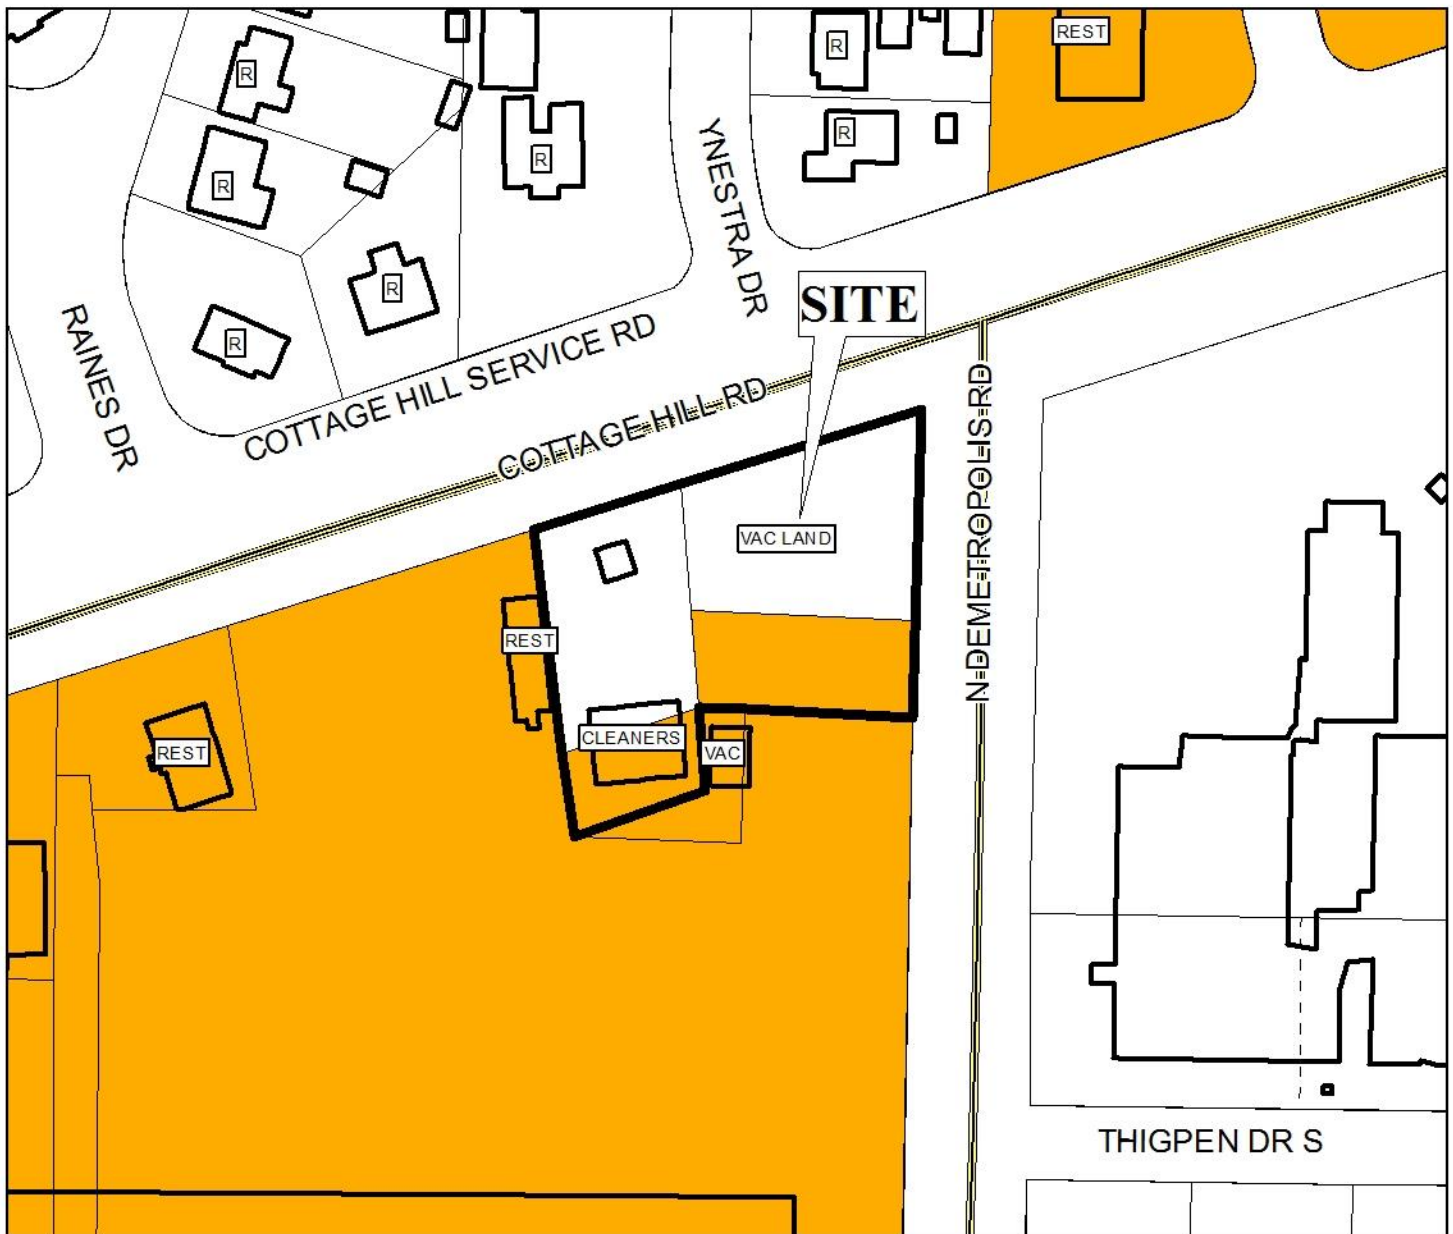 REST
R
R
R
R
R
YNESTRA DR
R
R
R
SITE
RAINES DR
COTTAGE HILL SERVICE RD
COTTAGE HILL RD
N DEMETROPOLIS RD
VAC LAND
REST
CLEANERS
VAC
REST
THIGPEN DR S